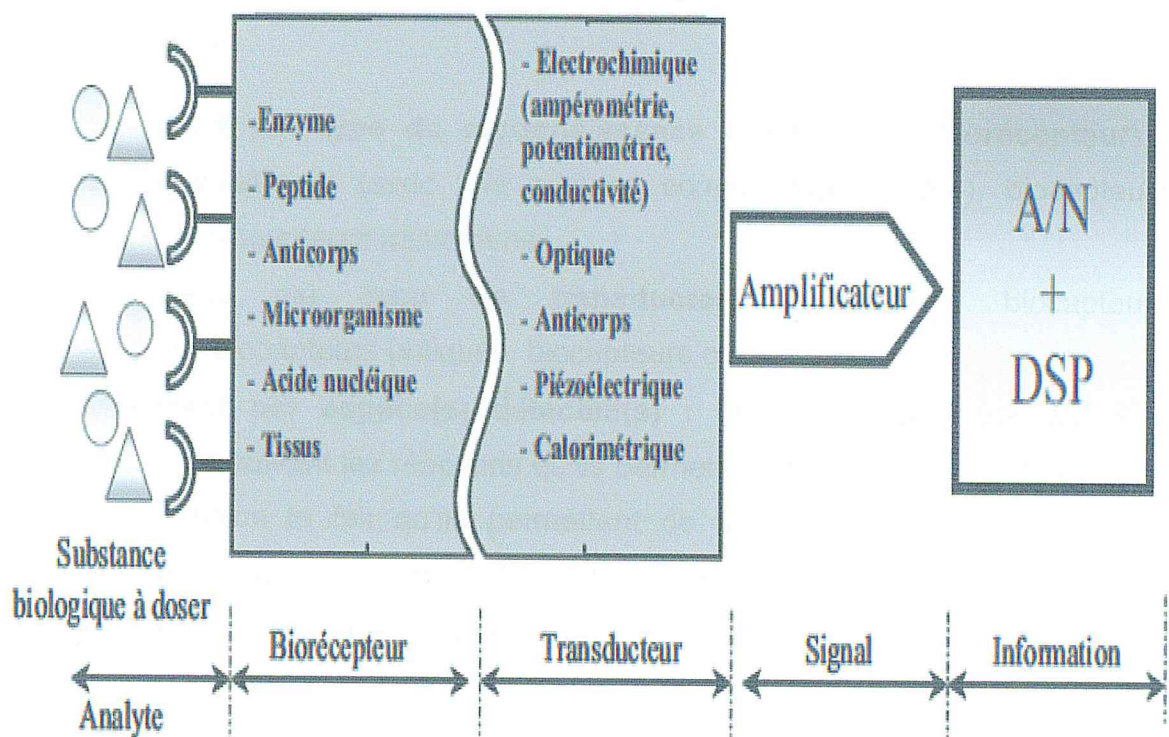 -Enzyme
- Peptide
- Anticorps
- Microorganisme
- Acide nucléique
- Tissus
- Electrochimique
(ampérométrie,
potentiométrie,
conductivité)
- Optique
- Anticorps
- Piézoélectrique
- Calorimétrique
Amplificateur
A/N
+
DSP
Substance
biologique à doser
Analyte
Biorécepteur
Transducteur
Signal
Information